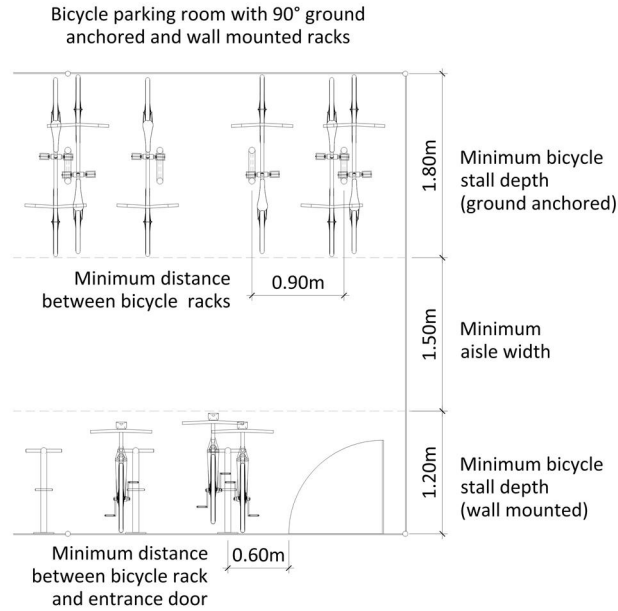 Bicycle parking room with 90° ground
anchored and wall mounted racks
1.80m
Minimum bicycle
stall depth
(ground anchored)
Minimum distance
between bicycle racks
0.90m
1.50m
Minimum
aisle width
1.20m
Minimum bicycle
stall depth
(wall mounted)
Minimum distance
between bicycle rack
and entrance door
0.60m